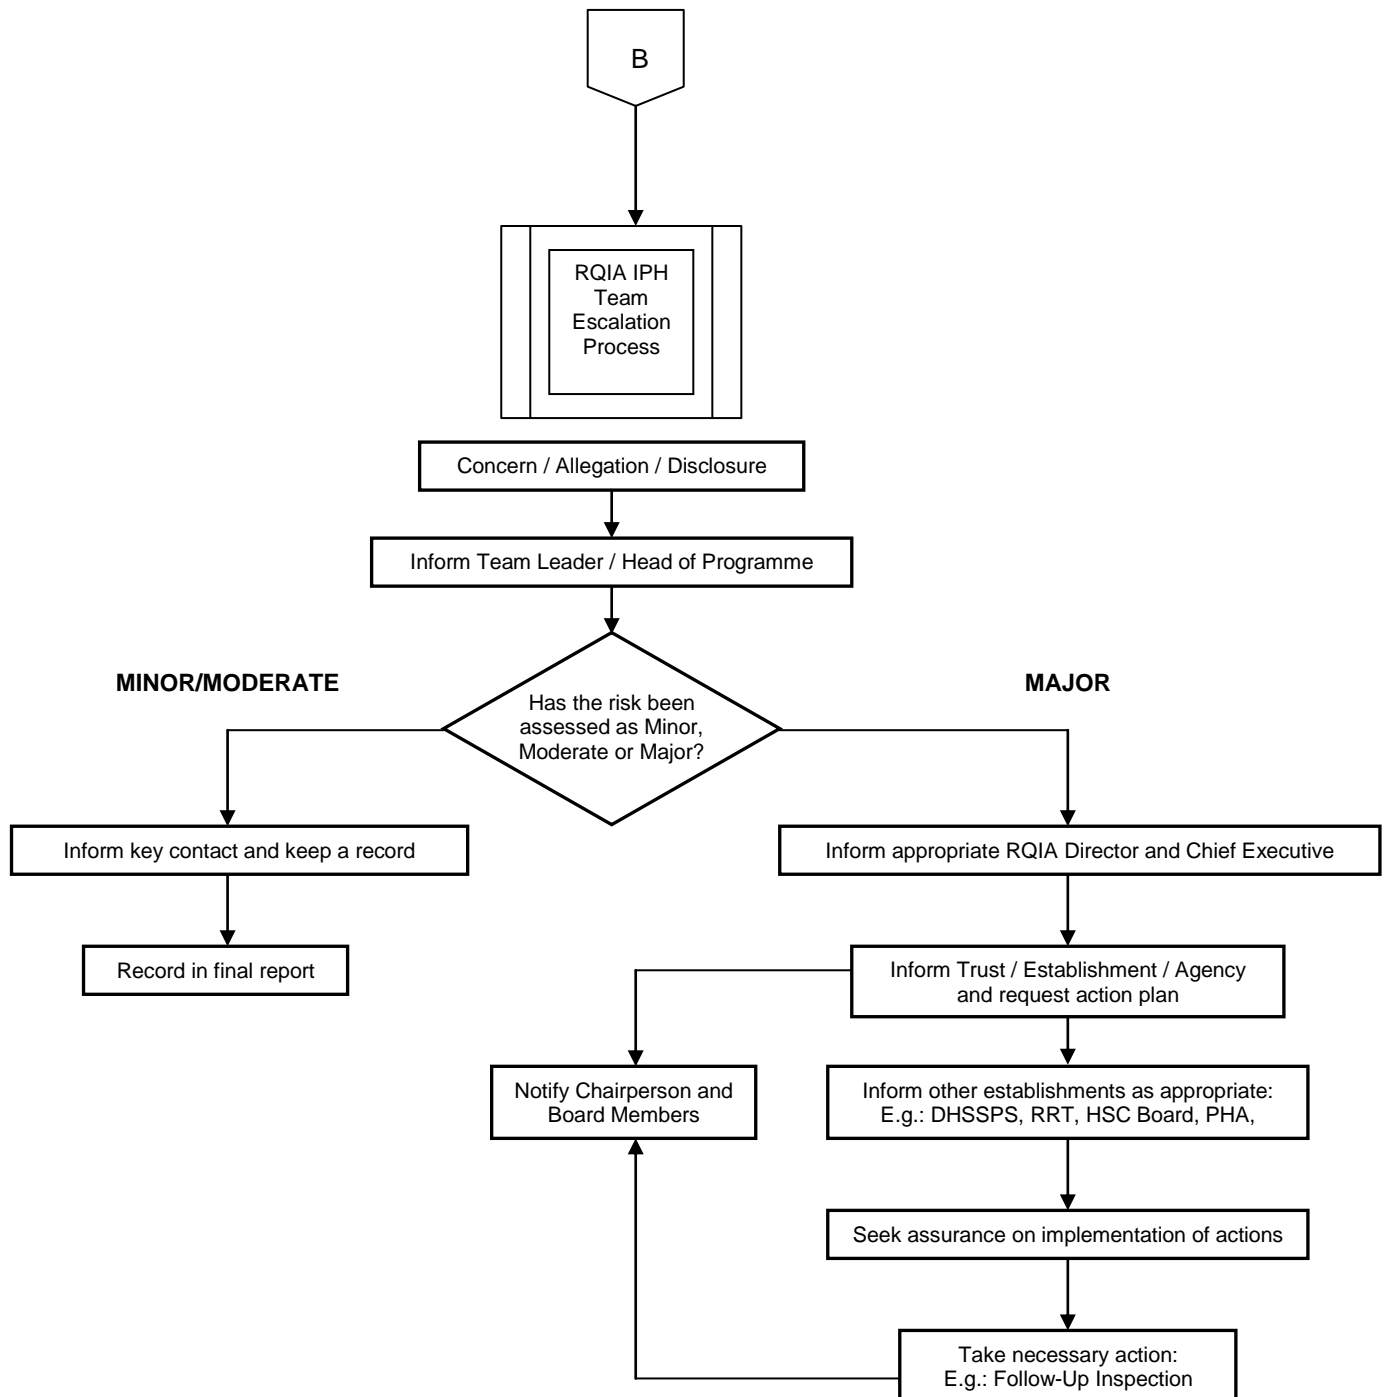 B
RQIA IPH
Team
Escalation
Process
Concern / Allegation / Disclosure
Inform Team Leader / Head of Programme
MINOR/MODERATE
MAJOR
Has the risk been
assessed as Minor,
Moderate or Major?
Inform key contact and keep a record
Inform appropriate RQIA Director and Chief Executive
Record in final report
Inform Trust / Establishment / Agency
and request action plan
Notify Chairperson and
Board Members
Inform other establishments as appropriate:
E.g.: DHSSPS, RRT, HSC Board, PHA,
Seek assurance on implementation of actions
Take necessary action:
E.g.: Follow-Up Inspection